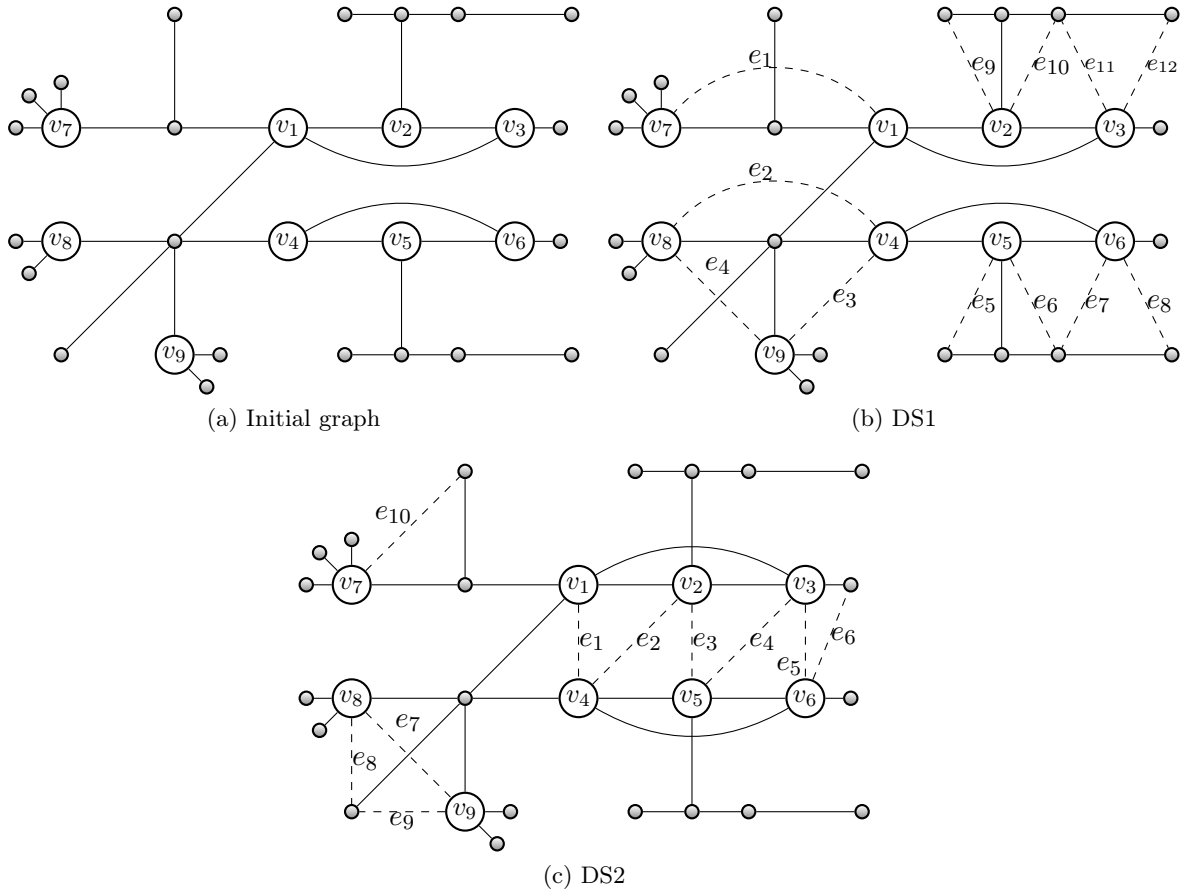 v7 v1 v2 v3
v8 v4 v5 v6
v9
(a) Initial graph
e1 e9 e10 e11 e12
v7 v1 v2 v3
e2
v8 v4 v5 v6
e4 e3 e5 e6 e7 e8
v9
(b) DS1
e10
v7 v1 v2 v3
e1 e2 e3 e4 e5 e6
v8 v4 v5 v6
e7
e8
e9 v9
(c) DS2